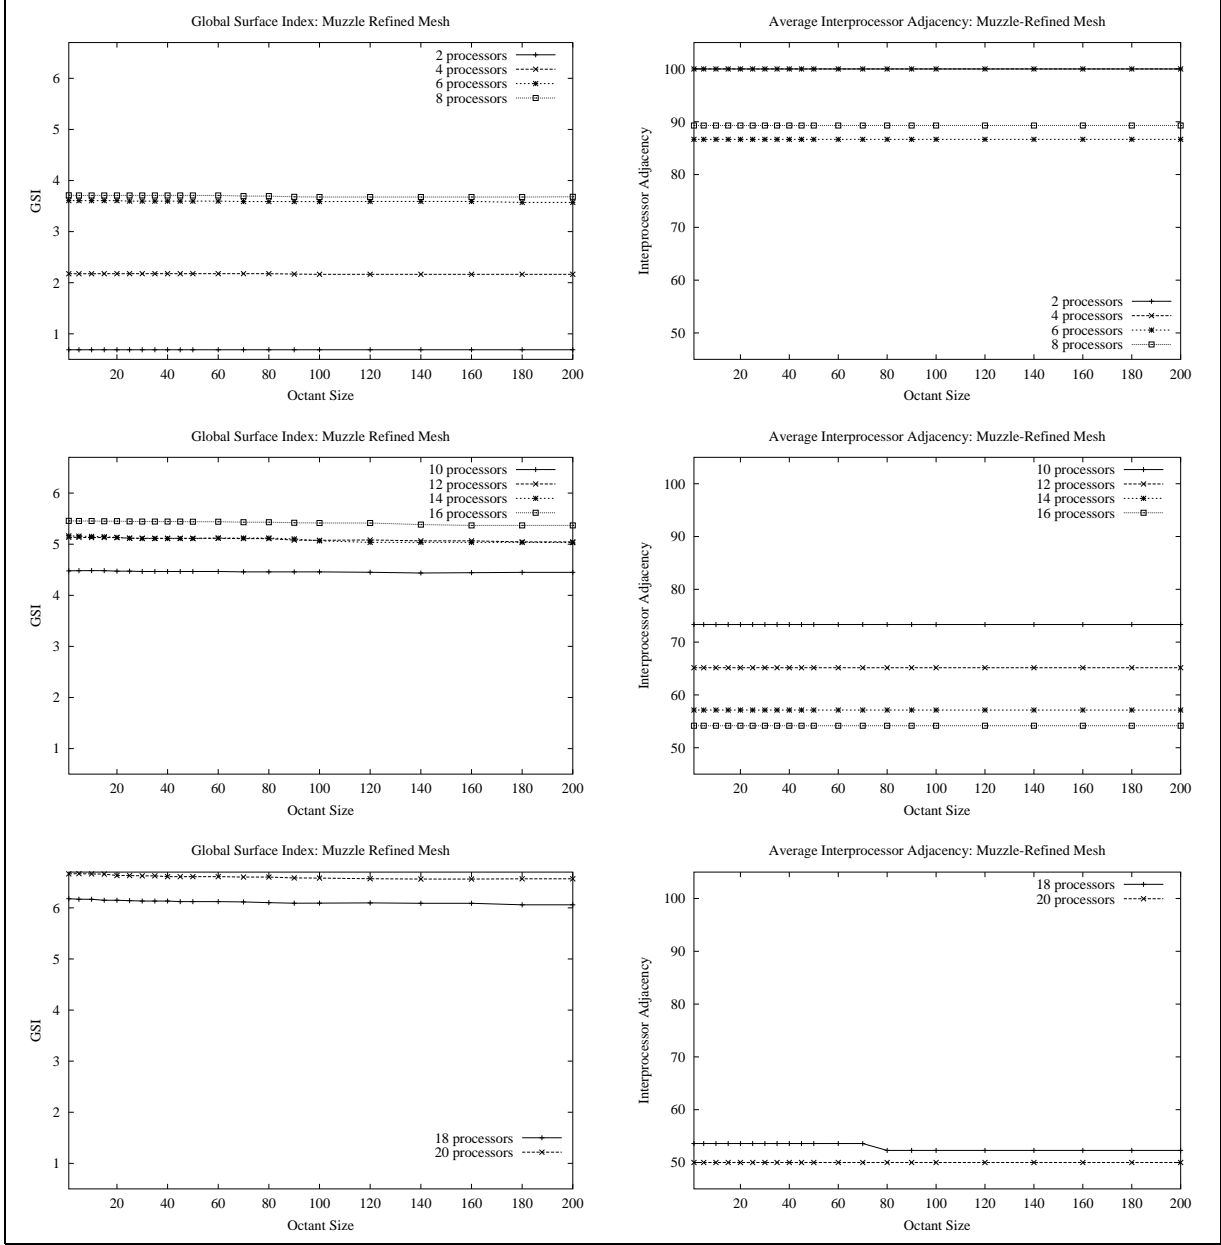 Global Surface Index: Muzzle Refined Mesh
6
5
4
3
2
1
GSI
2 processors
4 processors
6 processors
8 processors
20 40 60 80 100 120 140 160 180 200
Octant Size
Average Interprocessor Adjacency: Muzzle-Refined Mesh
100
90
80
70
60
50
Interprocessor Adjacency
2 processors
4 processors
6 processors
8 processors
20 40 60 80 100 120 140 160 180 200
Octant Size
Global Surface Index: Muzzle Refined Mesh
6
5
4
3
2
1
GSI
10 processors
12 processors
14 processors
16 processors
20 40 60 80 100 120 140 160 180 200
Octant Size
Average Interprocessor Adjacency: Muzzle-Refined Mesh
100
90
80
70
60
50
Interprocessor Adjacency
10 processors
12 processors
14 processors
16 processors
20 40 60 80 100 120 140 160 180 200
Octant Size
Global Surface Index: Muzzle Refined Mesh
6
5
4
3
2
1
GSI
18 processors
20 processors
20 40 60 80 100 120 140 160 180 200
Octant Size
Average Interprocessor Adjacency: Muzzle-Refined Mesh
100
90
80
70
60
50
Interprocessor Adjacency
18 processors
20 processors
20 40 60 80 100 120 140 160 180 200
Octant Size